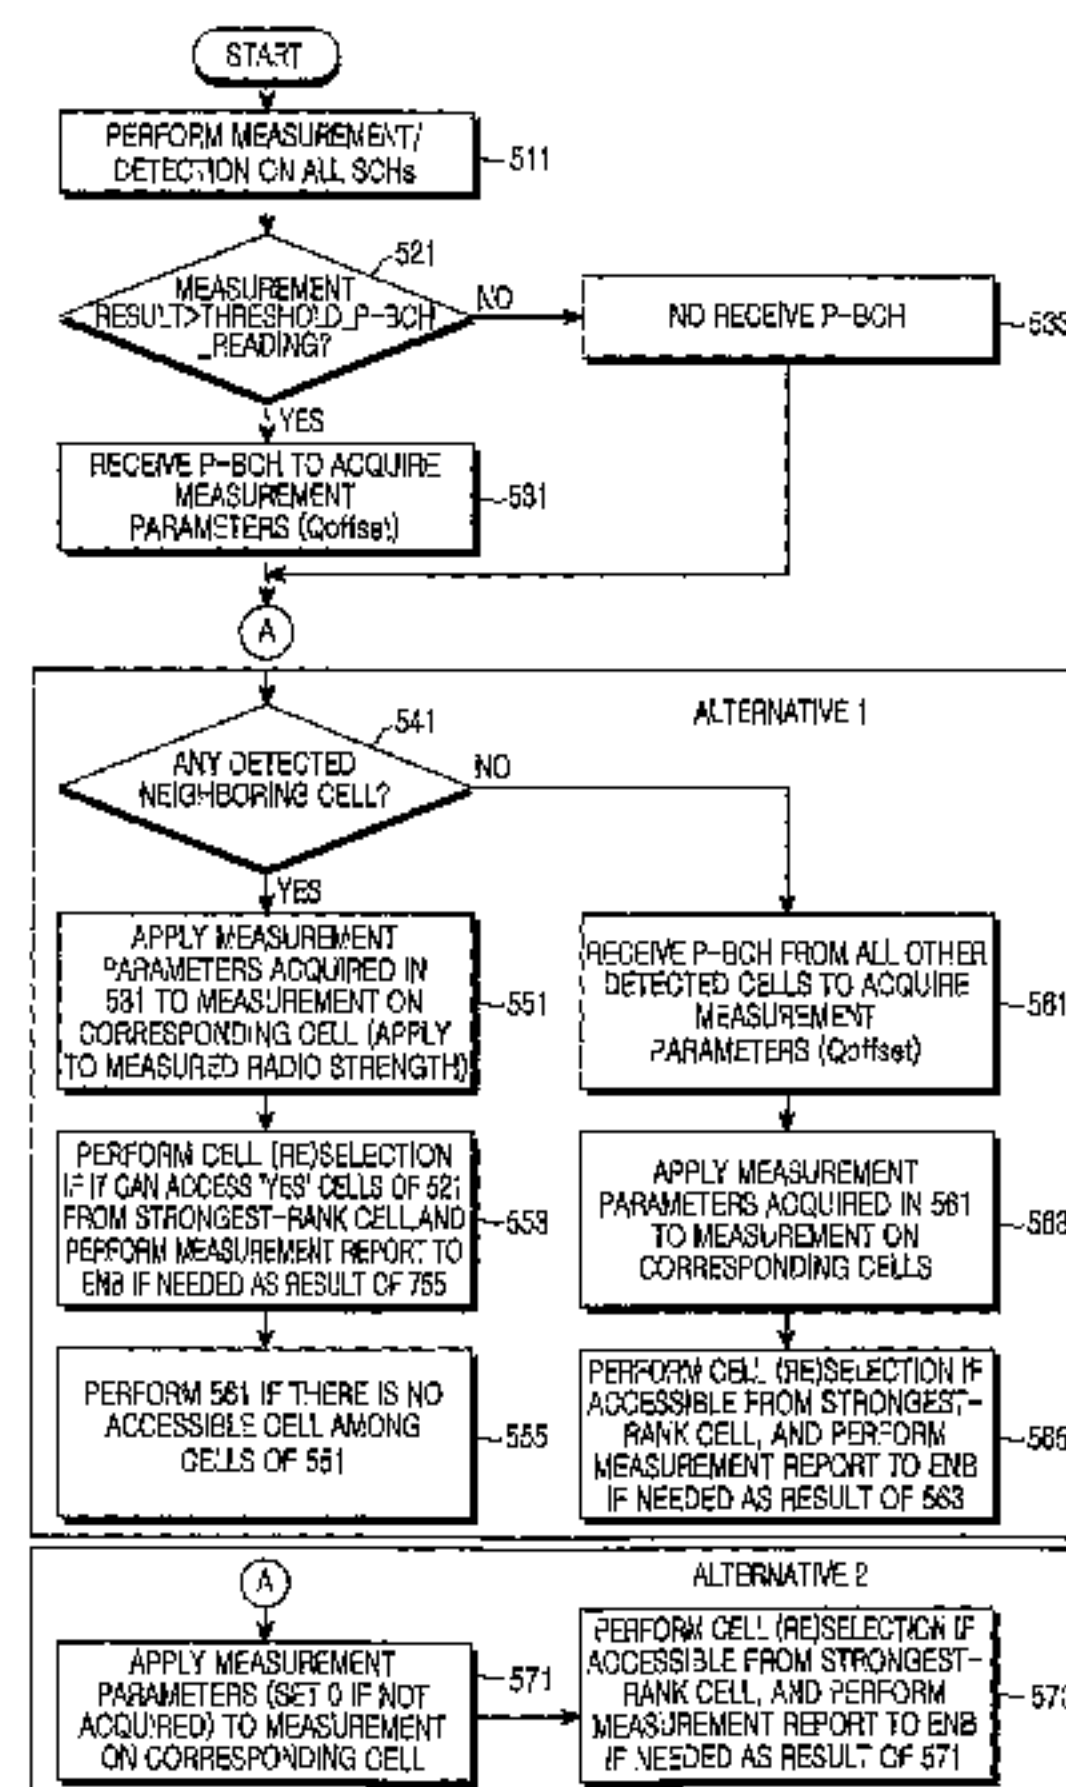 START
PERFORM MEASUREMENT/
DETECTION ON ALL SCHs
511
521
MEASUREMENT
RESULT>THRESHOLD_P-BCH
_READING?
NO
NO RECEIVE P-BCH
533
YES
RECEIVE P-BCH TO ACQUIRE
MEASUREMENT
PARAMETERS (Qoffset)
531
A
ALTERNATIVE 1
541
ANY DETECTED
NEIGHBORING CELL?
NO
YES
APPLY MEASUREMENT
PARAMETERS ACQUIRED IN
531 TO MEASUREMENT ON
CORRESPONDING CELL (APPLY
TO MEASURED RADIO STRENGTH)
551
RECEIVE P-BCH FROM ALL OTHER
DETECTED CELLS TO ACQUIRE
MEASUREMENT
PARAMETERS (Qoffset)
561
PERFORM CELL (RE)SELECTION
IF IT CAN ACCESS 'YES' CELLS OF 521
FROM STRONGEST-RANK CELL,AND
PERFORM MEASUREMENT REPORT TO
ENB IF NEEDED AS RESULT OF 755
553
APPLY MEASUREMENT
PARAMETERS ACQUIRED IN 561
TO MEASUREMENT ON
CORRESPONDING CELLS
563
PERFORM 561 IF THERE IS NO
ACCESSIBLE CELL AMONG
CELLS OF 551
555
PERFORM CELL (RE)SELECTION IF
ACCESSIBLE FROM STRONGEST-
RANK CELL, AND PERFORM
MEASUREMENT REPORT TO ENB
IF NEEDED AS RESULT OF 563
565
A
ALTERNATIVE 2
APPLY MEASUREMENT
PARAMETERS (SET 0 IF NOT
ACQUIRED) TO MEASUREMENT
ON CORRESPONDING CELL
571
PERFORM CELL (RE)SELECTION IF
ACCESSIBLE FROM STRONGEST-
RANK CELL, AND PERFORM
MEASUREMENT REPORT TO ENB
IF NEEDED AS RESULT OF 571